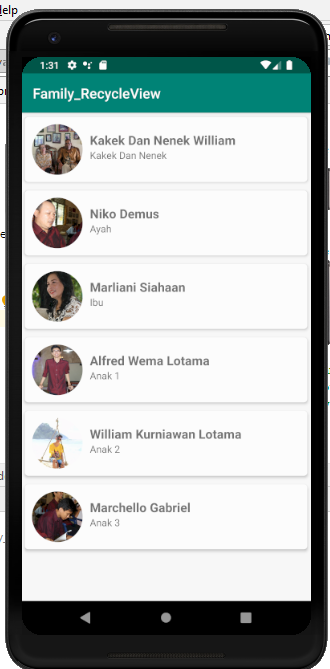 elp
1:31
Family_RecycleView
Kakek Dan Nenek William
Kakek Dan Nenek
Niko Demus
Ayah
Marliani Siahaan
Ibu
Alfred Wema Lotama
Anak 1
William Kurniawan Lotama
Anak 2
Marchello Gabriel
Anak 3